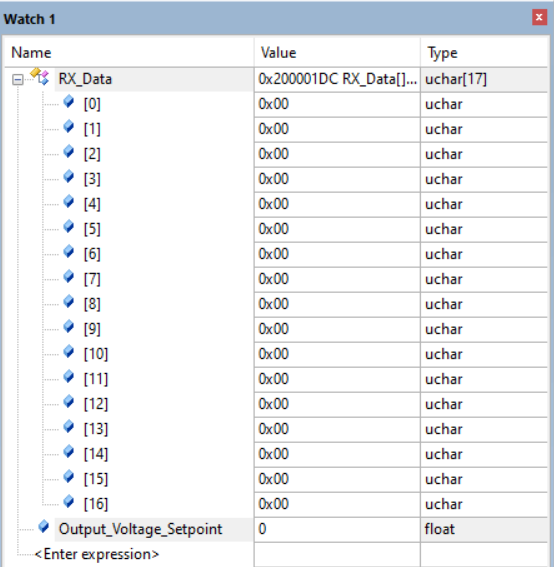 Watch 1
Name Value Type
RX_Data 0x200001DC RX_Data[]... uchar[17]
[0] 0x00 uchar
[1] 0x00 uchar
[2] 0x00 uchar
[3] 0x00 uchar
[4] 0x00 uchar
[5] 0x00 uchar
[6] 0x00 uchar
[7] 0x00 uchar
[8] 0x00 uchar
[9] 0x00 uchar
[10] 0x00 uchar
[11] 0x00 uchar
[12] 0x00 uchar
[13] 0x00 uchar
[14] 0x00 uchar
[15] 0x00 uchar
[16] 0x00 uchar
Output_Voltage_Setpoint 0 float
<Enter expression>